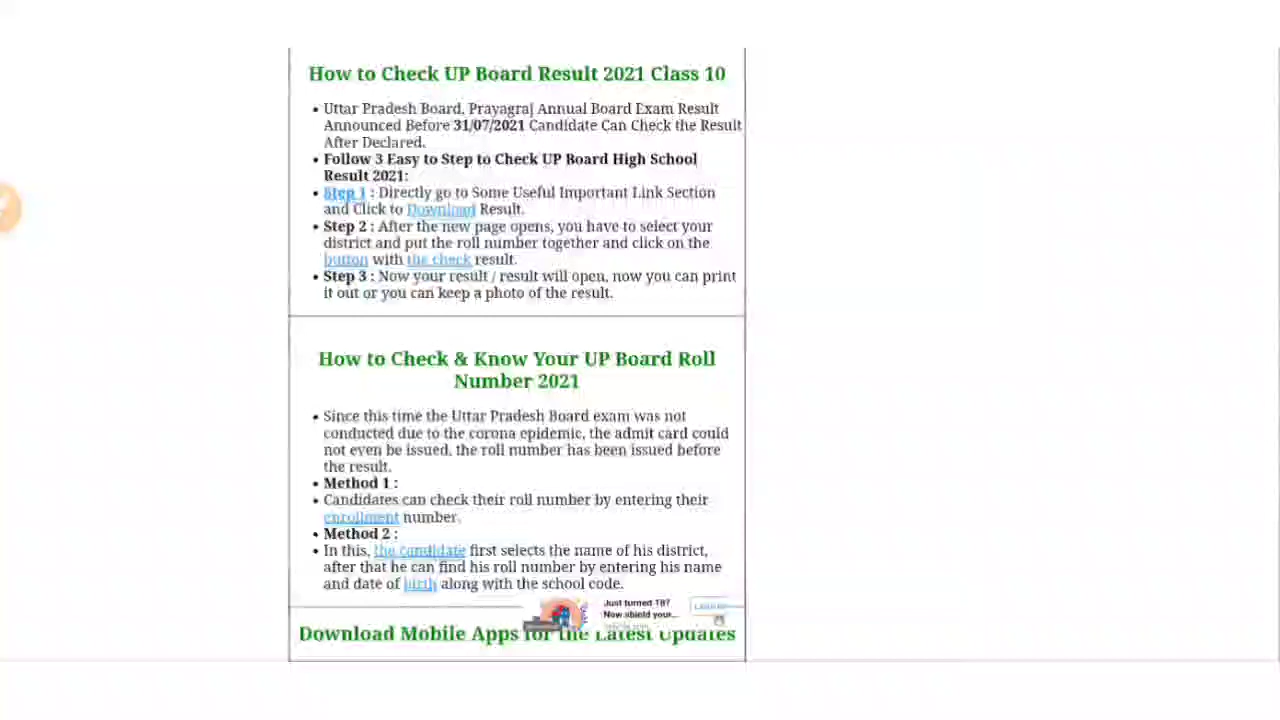 How to Check UP Board Result 2021 Class 10
Uttar Pradesh Board, Prayagraj Annual Board Exam Result
Announced Before 31/07/2021 Candidate Can Check the Result
After Declared.
Follow 3 Easy to Step to Check UP Board High School
Result 2021:
Step 1 : Directly go to Some Useful Important Link Section
and Click to Download Result.
Step 2 : After the new page opens, you have to select your
district and put the roll number together and click on the
button with the check result.
Step 3 : Now your result / result will open, now you can print
it out or you can keep a photo of the result.
How to Check & Know Your UP Board Roll
Number 2021
Since this time the Uttar Pradesh Board exam was not
conducted due to the corona epidemic, the admit card could
not even be issued, the roll number has been issued before
the result.
Method 1 :
Candidates can check their roll number by entering their
enrollment number.
Method 2 :
In this, the candidate first selects the name of his district,
after that he can find his roll number by entering his name
and date of birth along with the school code.
Just turned 18?
Now shield your...
Download Mobile Apps for the Latest Updates